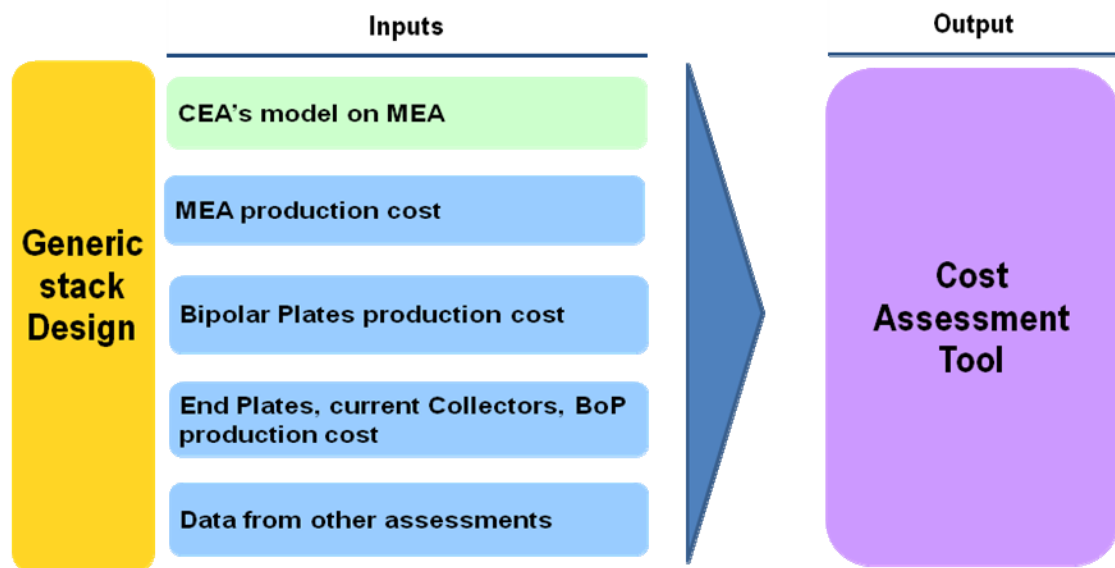 Inputs
Output
Generic
stack
Design
CEA's model on MEA
MEA production cost
Bipolar Plates production cost
End Plates, current Collectors, BoP
production cost
Data from other assessments
Cost
Assessment
Tool